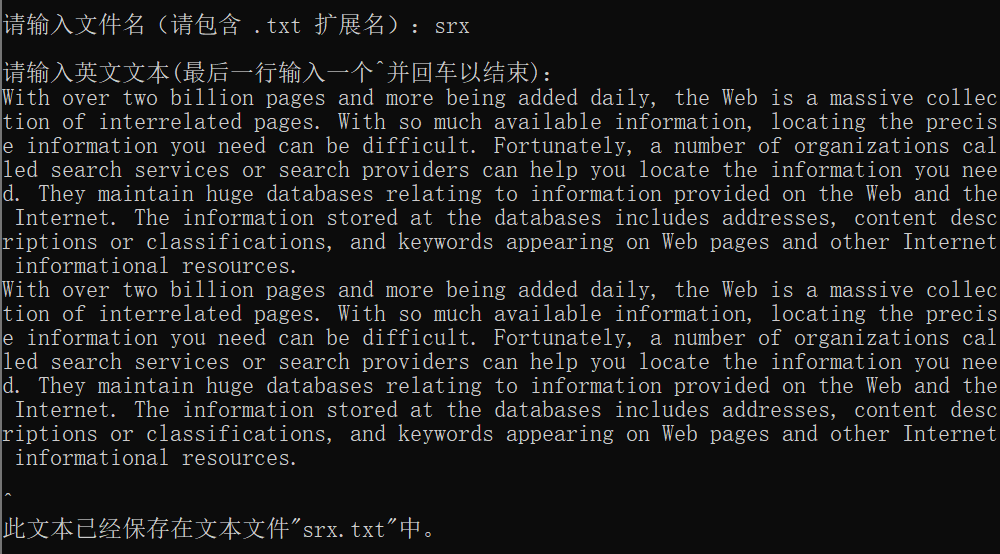 请输入文件名（请包含 .txt 扩展名）：srx
请输入英文文本(最后一行输入一个^并回车以结束)：
With over two billion pages and more being added daily, the Web is a massive collec
tion of interrelated pages. With so much available information, locating the precis
e information you need can be difficult. Fortunately, a number of organizations cal
led search services or search providers can help you locate the information you nee
d. They maintain huge databases relating to information provided on the Web and the
 Internet. The information stored at the databases includes addresses, content desc
riptions or classifications, and keywords appearing on Web pages and other Internet
 informational resources.
With over two billion pages and more being added daily, the Web is a massive collec
tion of interrelated pages. With so much available information, locating the precis
e information you need can be difficult. Fortunately, a number of organizations cal
led search services or search providers can help you locate the information you nee
d. They maintain huge databases relating to information provided on the Web and the
 Internet. The information stored at the databases includes addresses, content desc
riptions or classifications, and keywords appearing on Web pages and other Internet
 informational resources.
^
此文本已经保存在文本文件"srx.txt"中。